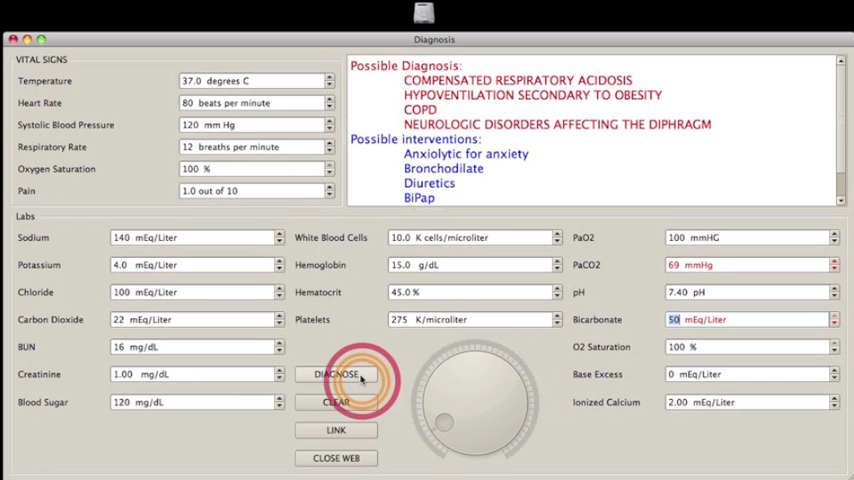 Diagnosis
VITAL SIGNS
Temperature 37.0 degrees C
Heart Rate 80 beats per minute
Systolic Blood Pressure 120 mm Hg
Respiratory Rate 12 breaths per minute
Oxygen Saturation 100 %
Pain 1.0 out of 10
Possible Diagnosis:
COMPENSATED RESPIRATORY ACIDOSIS
HYPOVENTILATION SECONDARY TO OBESITY
COPD
NEUROLOGIC DISORDERS AFFECTING THE DIPHRAGM
Possible interventions:
Anxiolytic for anxiety
Bronchodilate
Diuretics
BiPap
Labs
Sodium 140 mEq/Liter
Potassium 4.0 mEq/Liter
Chloride 100 mEq/Liter
Carbon Dioxide 22 mEq/Liter
BUN 16 mg/dL
Creatinine 1.00 mg/dL
Blood Sugar 120 mg/dL
White Blood Cells 10.0 K cells/microliter
Hemoglobin 15.0 g/dL
Hematocrit 45.0 %
Platelets 275 K/microliter
DIAGNOSE
CLEAR
LINK
CLOSE WEB
PaO2 100 mmHG
PaCO2 69 mmHg
pH 7.40 pH
Bicarbonate 50 mEq/Liter
O2 Saturation 100 %
Base Excess 0 mEq/Liter
Ionized Calcium 2.00 mEq/Liter